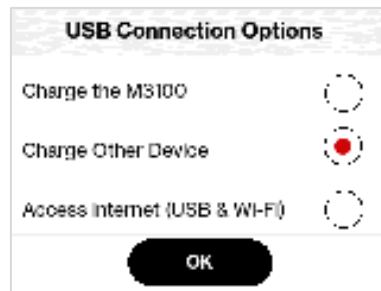 USB Connection Options
Charge the M3100
Charge Other Device
Access Internet (USB & Wi-Fi)
OK